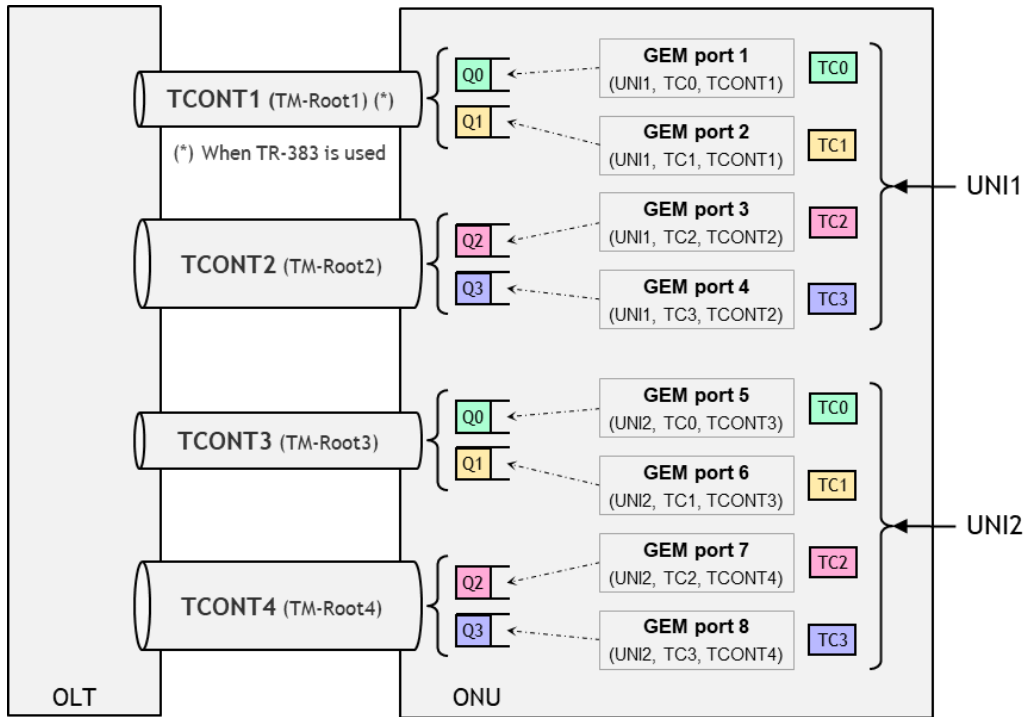 TCONT1 (TM-Root1) (*)
(*) When TR-383 is used
Q0
Q1
GEM port 1
(UNI1, TC0, TCONT1)
TC0
GEM port 2
(UNI1, TC1, TCONT1)
TC1
TCONT2 (TM-Root2)
Q2
Q3
GEM port 3
(UNI1, TC2, TCONT2)
TC2
GEM port 4
(UNI1, TC3, TCONT2)
TC3
UNI1
TCONT3 (TM-Root3)
Q0
Q1
GEM port 5
(UNI2, TC0, TCONT3)
TC0
GEM port 6
(UNI2, TC1, TCONT3)
TC1
TCONT4 (TM-Root4)
Q2
Q3
GEM port 7
(UNI2, TC2, TCONT4)
TC2
GEM port 8
(UNI2, TC3, TCONT4)
TC3
UNI2
OLT
ONU